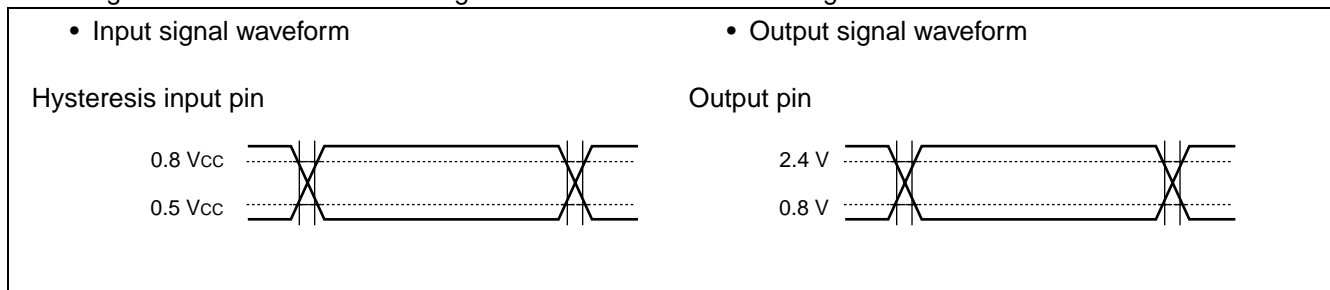 • Input signal waveform
• Output signal waveform
Hysteresis input pin
Output pin
0.8 Vcc
0.5 Vcc
2.4 V
0.8 V